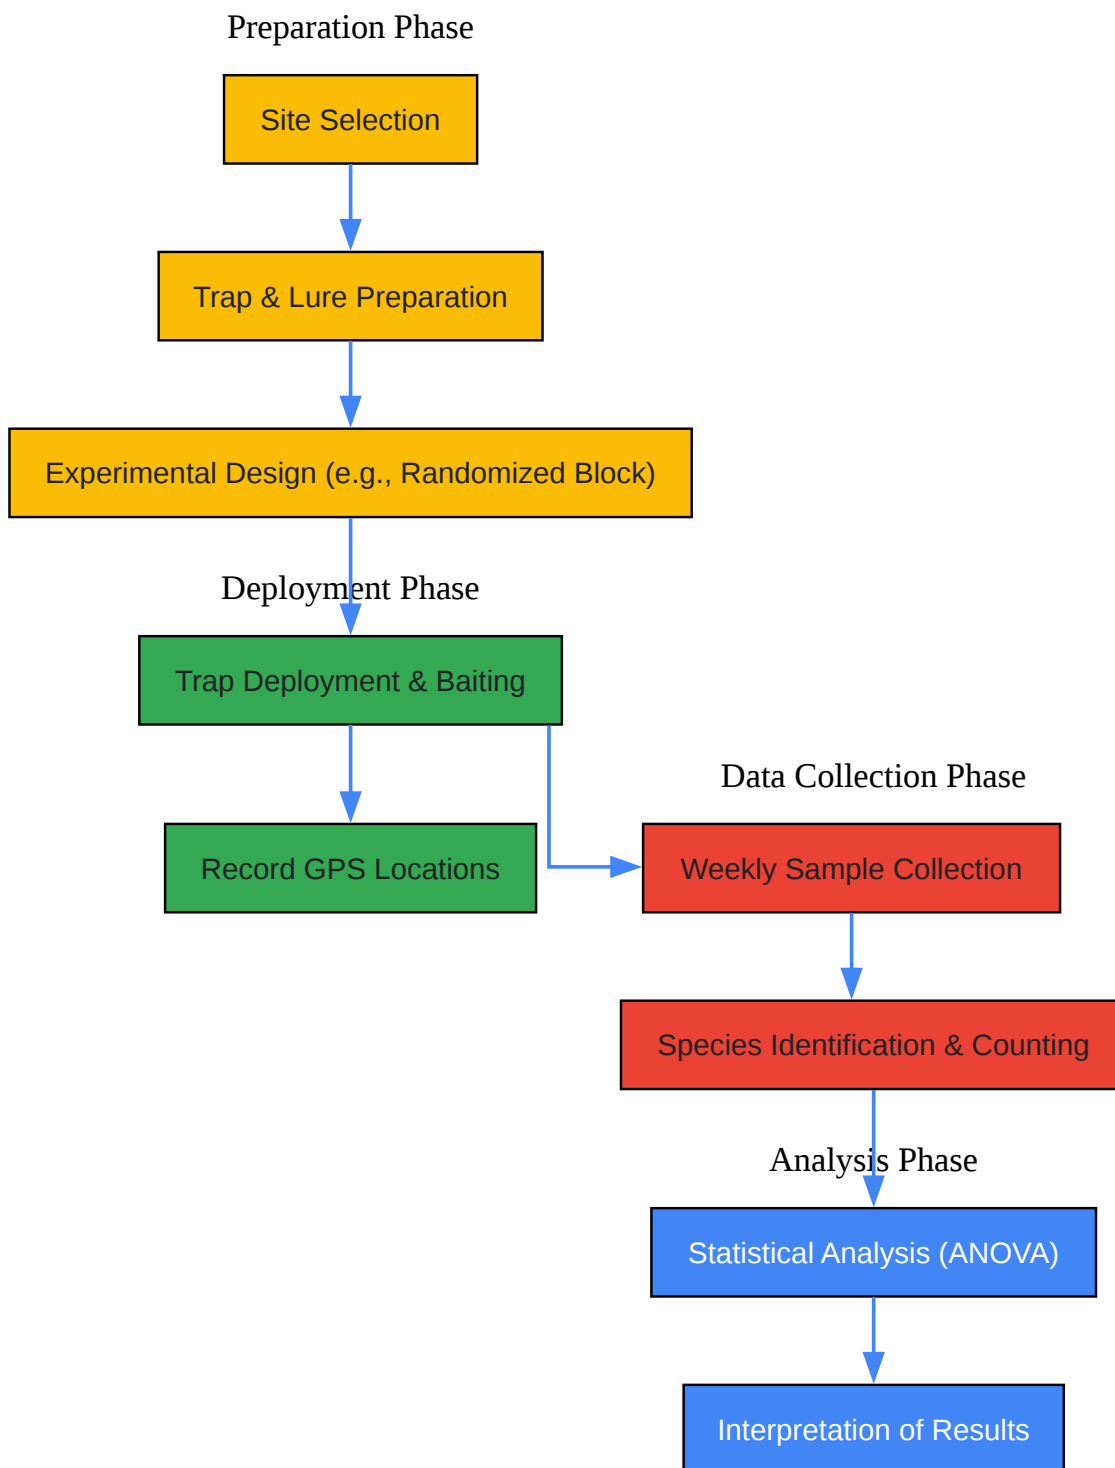 Preparation Phase
Site Selection
Trap & Lure Preparation
Experimental Design (e.g., Randomized Block)
Deployment Phase
Trap Deployment & Baiting
Data Collection Phase
Record GPS Locations
Weekly Sample Collection
Species Identification & Counting
Analysis Phase
Statistical Analysis (ANOVA)
Interpretation of Results